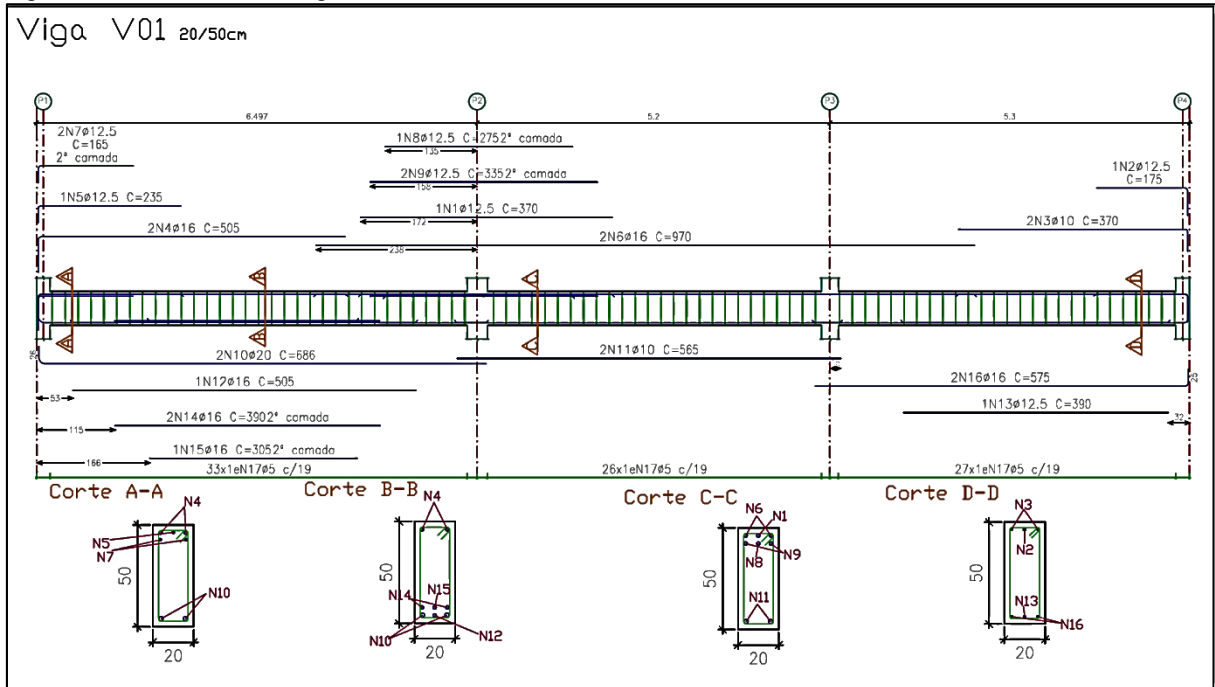 Viga V01 20/50cm
P1 P2 P3 P4
6.497 5.2 5.3
2N7ø12.5
C=165
2ª camada
1N8ø12.5 C=2752ª camada
135
1N2ø12.5
C=175
2N9ø12.5 C=3352ª camada
158
1N5ø12.5 C=235
1N1ø12.5 C=370
172
2N4ø16 C=505
2N3ø10 C=370
2N6ø16 C=970
238
A B C D
A B C D
26
2N10ø20 C=686
2N11ø10 C=565
25
2N16ø16 C=575
1N12ø16 C=505
53
1N13ø12.5 C=390
32
2N14ø16 C=3902ª camada
115
1N15ø16 C=3052ª camada
166
33x1eN17ø5 c/19 26x1eN17ø5 c/19 27x1eN17ø5 c/19
Corte A-A
N4
N5
N7
50
N10
20
Corte B-B
N4
50
N14
N15
N10
N12
20
Corte C-C
N6
N1
N9
N8
50
N11
20
Corte D-D
N3
N2
50
N13
N16
20